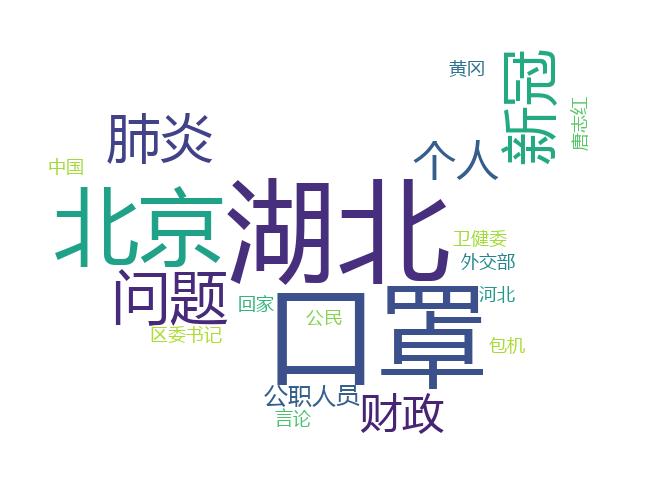 黄冈
新冠
唐志红
肺炎
个人
中国
北京
湖北
卫健委
外交部
问题
回家
河北
公民
口罩
区委书记
包机
公职人员
财政
言论